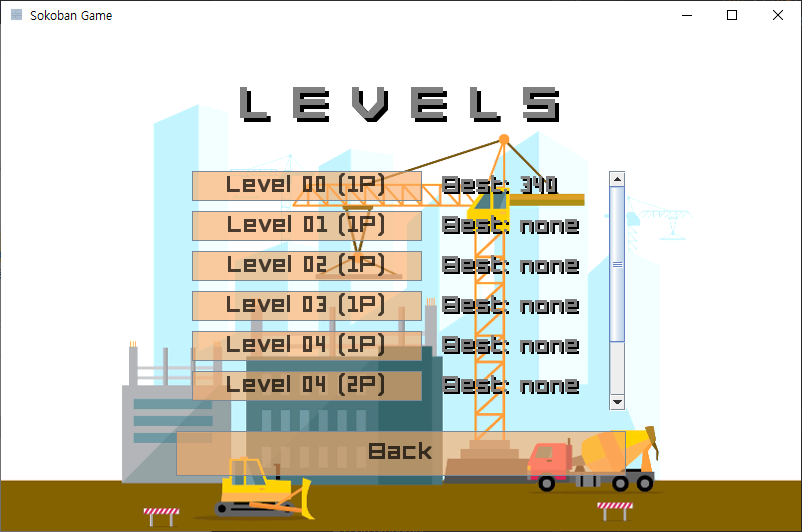 Sokoban Game
LEVELS
Level 00 (1P) Best: 340
Level 01 (1P) Best: none
Level 02 (1P) Best: none
Level 03 (1P) Best: none
Level 04 (1P) Best: none
Level 04 (2P) Best: none
Back